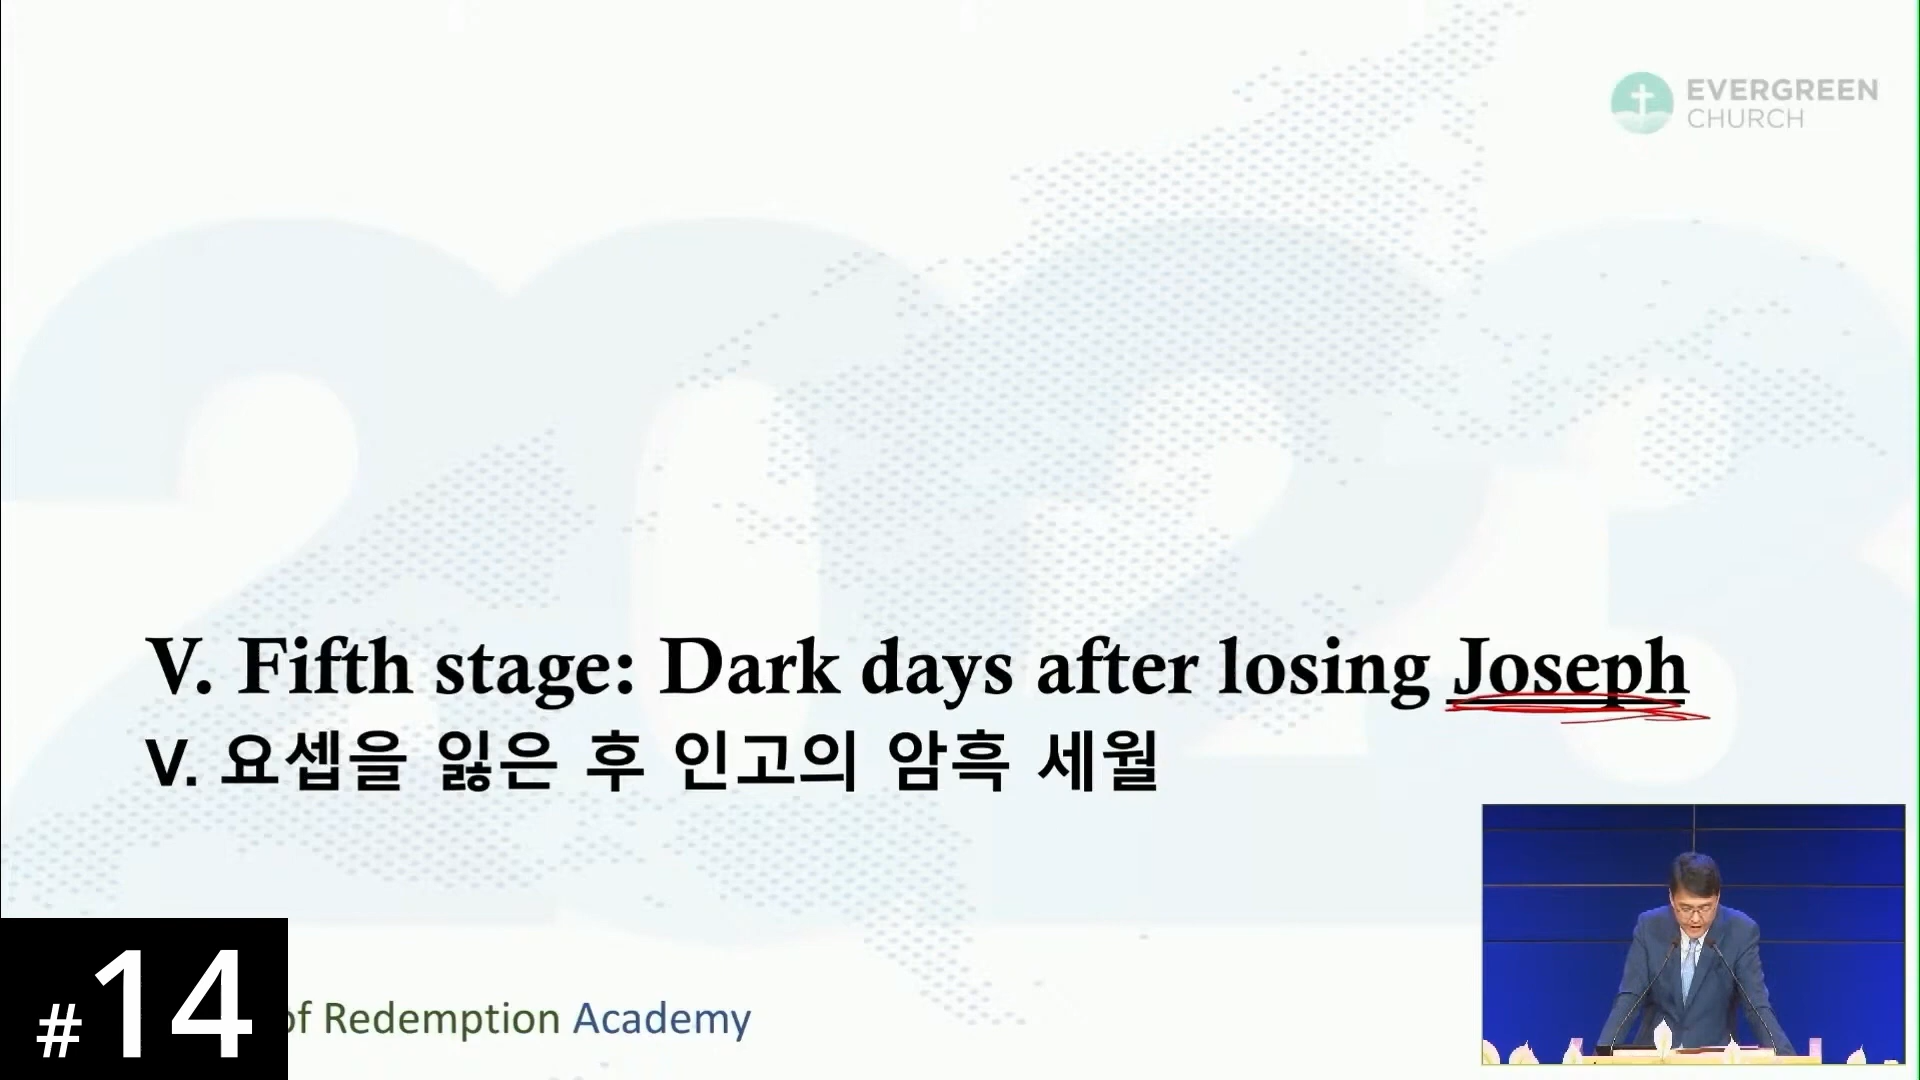 EVERGREEN
CHURCH
2023
V. Fifth stage: Dark days after losing Joseph
V. 요셉을 잃은 후 인고의 암흑 세월
#14
of Redemption Academy